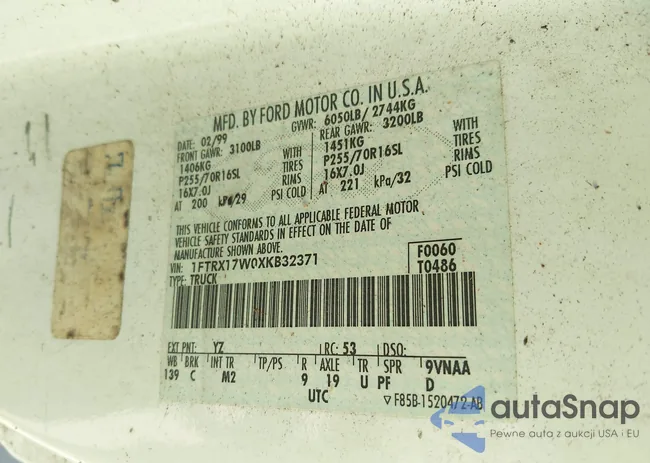 MFD. BY FORD MOTOR CO. IN U.S.A.
DATE: 02/99 GVWR: 6050LB/ 2744KG
FRONT GAWR: 3100LB REAR GAWR: 3200LB
1406KG WITH 1451KG WITH
P255/70R16SL TIRES P255/70R16SL TIRES
16X7.0J RIMS 16X7.0J RIMS
AT 200 kPa/29 PSI COLD AT 221 kPa/32 PSI COLD
THIS VEHICLE CONFORMS TO ALL APPLICABLE FEDERAL MOTOR
VEHICLE SAFETY STANDARDS IN EFFECT ON THE DATE OF
MANUFACTURE SHOWN ABOVE.
VIN: 1FTRX17W0XKB32371 F0060
TYPE: TRUCK T0486
EXT PNT: YZ RC: 53 DSO:
WB BRK INT TR TP/PS R AXLE TR SPR 9VNAA
139 C M2 9 19 U PF D
UTC ▽F85B-1520472-AB
autaSnap
Pewne auta z aukcji USA i EU